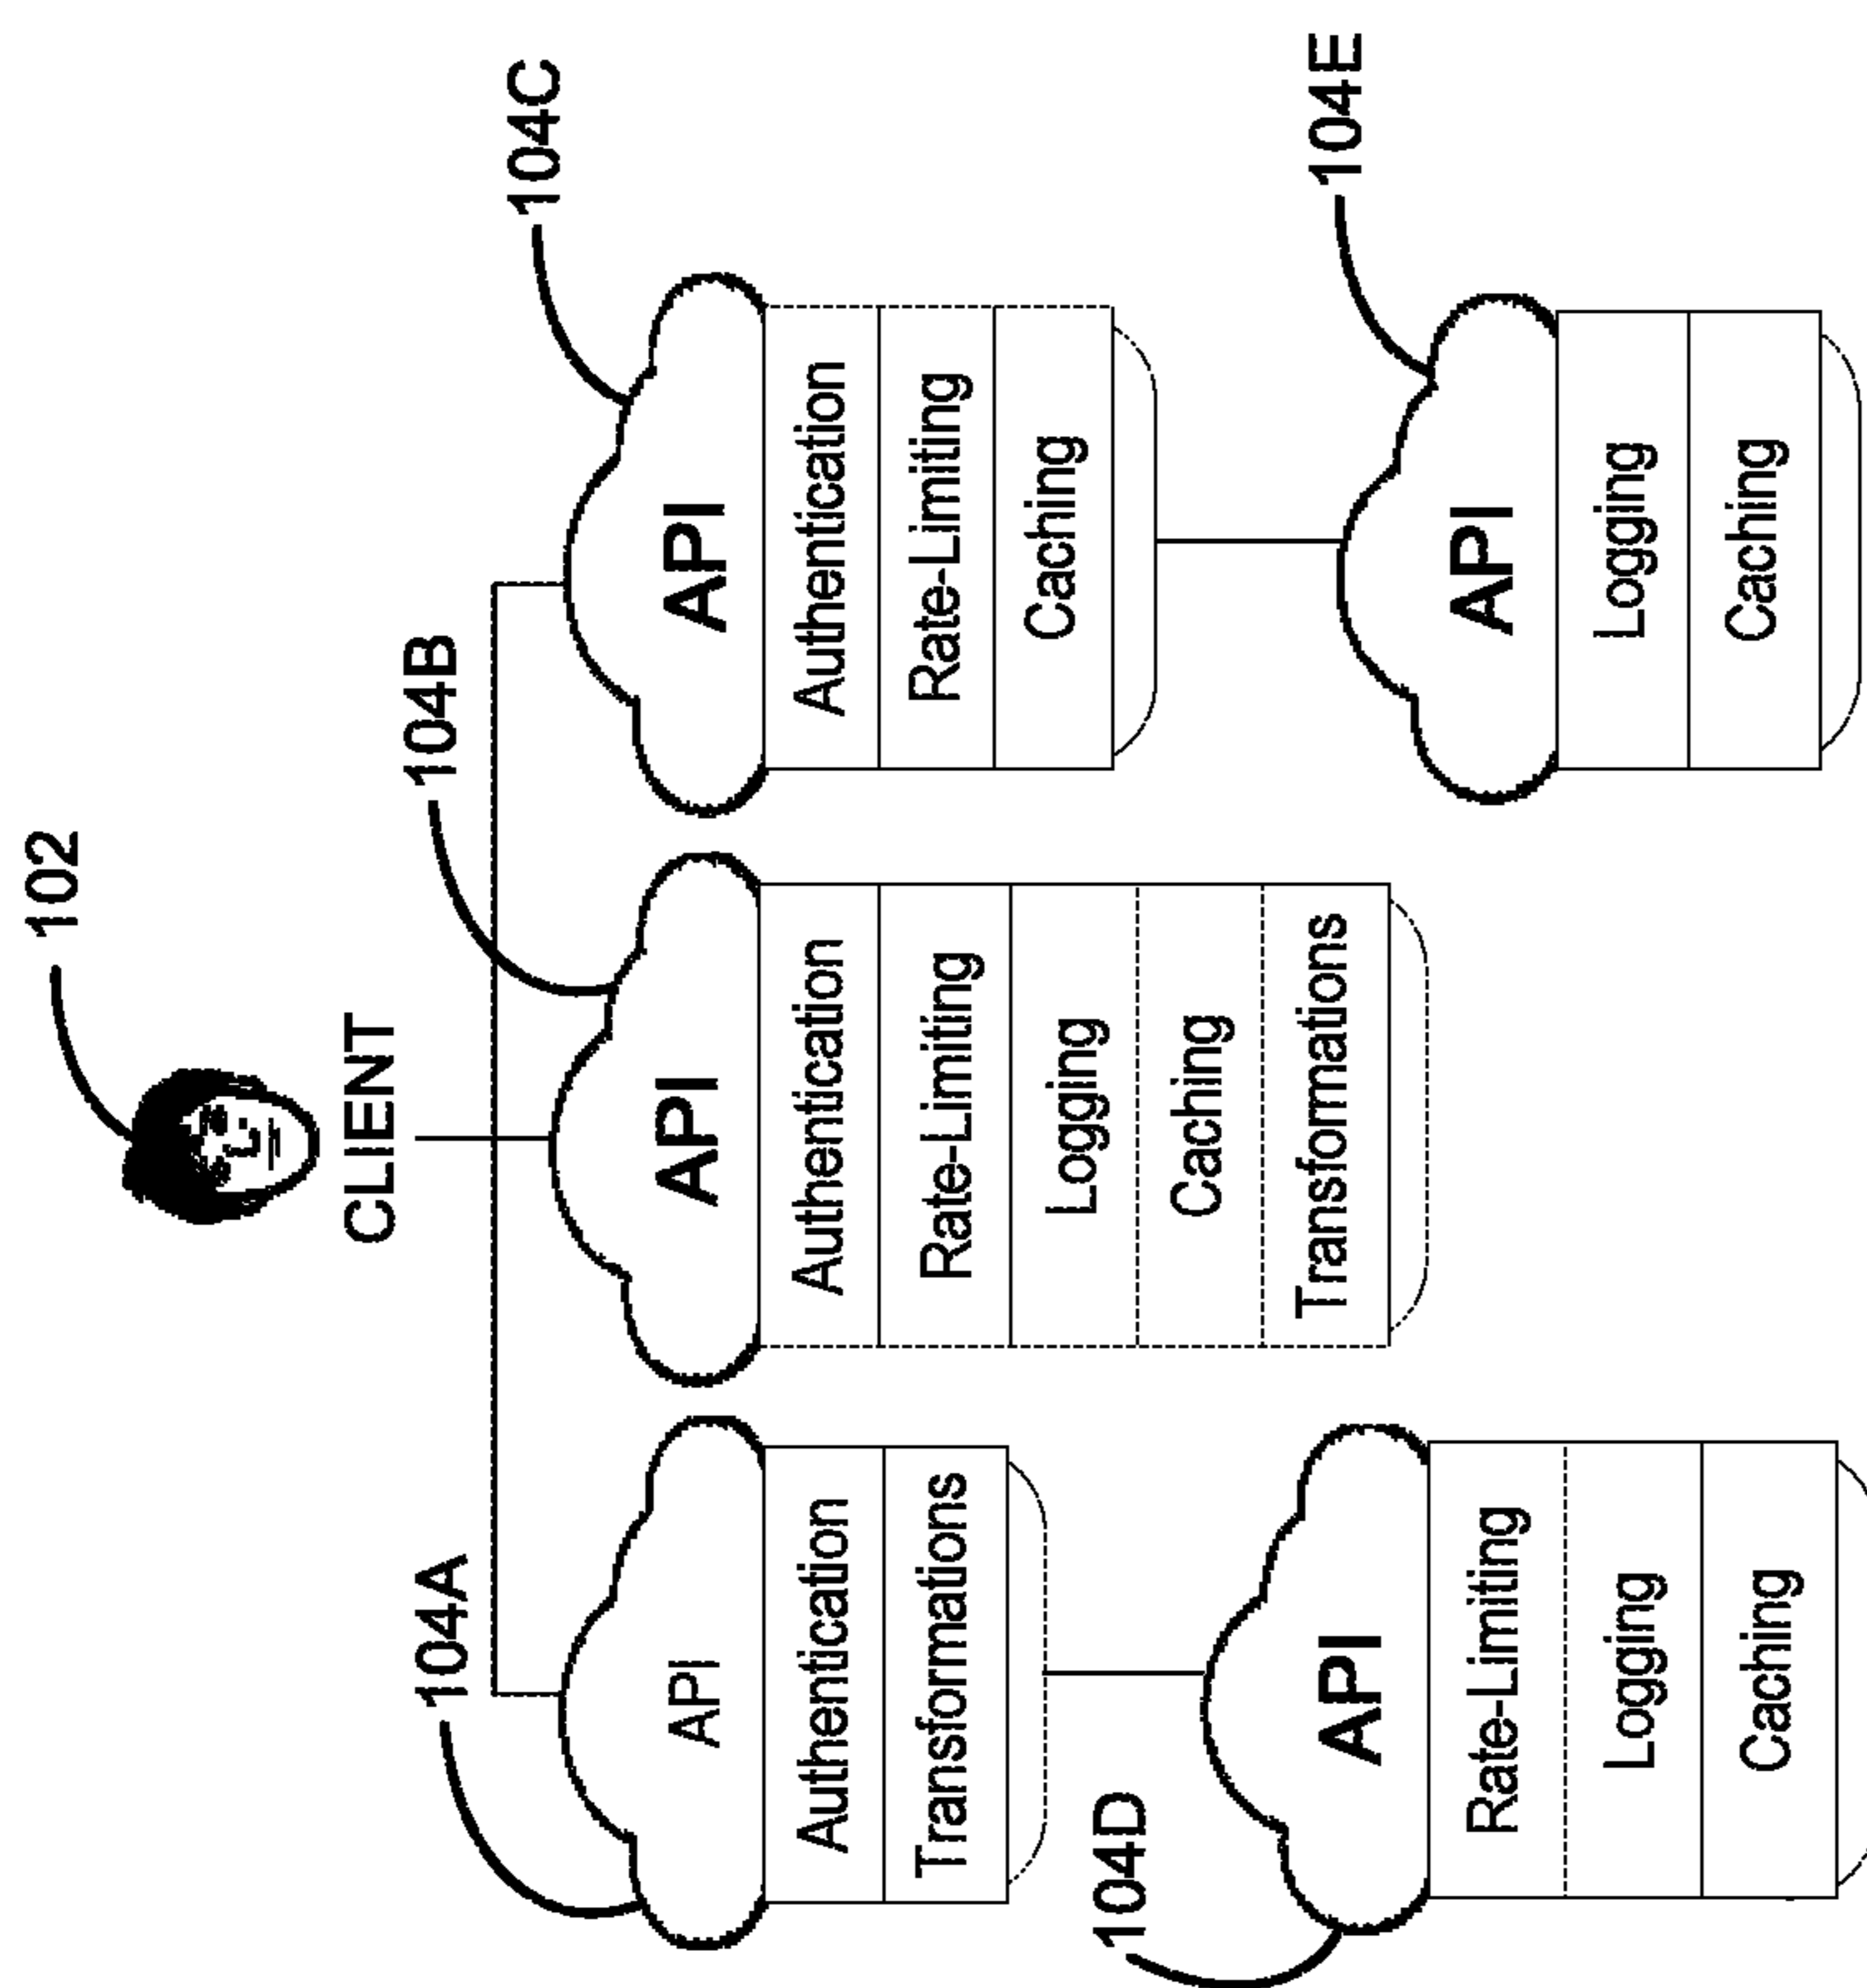 102
CLIENT
104A
104B
104C
API
Authentication
Transformations
API
Authentication
Rate-Limiting
Logging
Caching
Transformations
API
Authentication
Rate-Limiting
Caching
104D
API
Rate-Limiting
Logging
Caching
104E
API
Logging
Caching